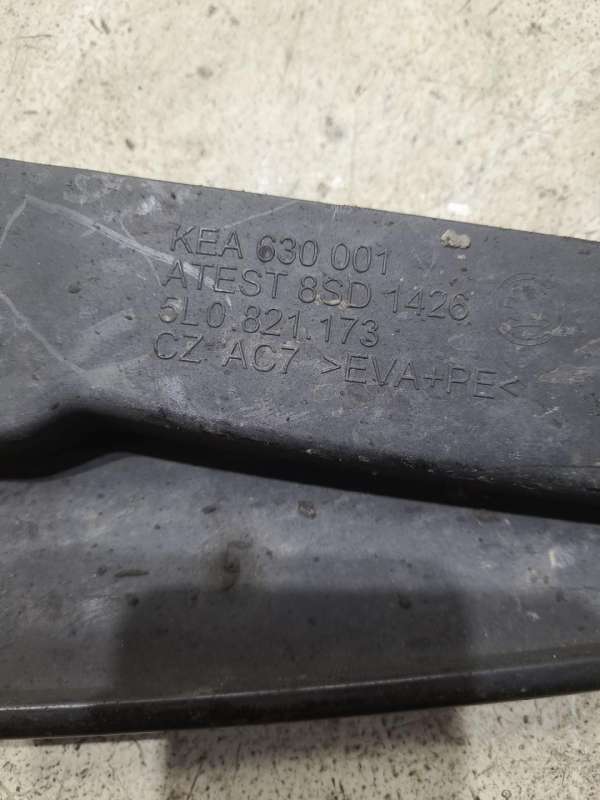 KEA 630 001
ATEST 8SD 1426
5L0.821.173
CZ AC7 >EVA+PE<